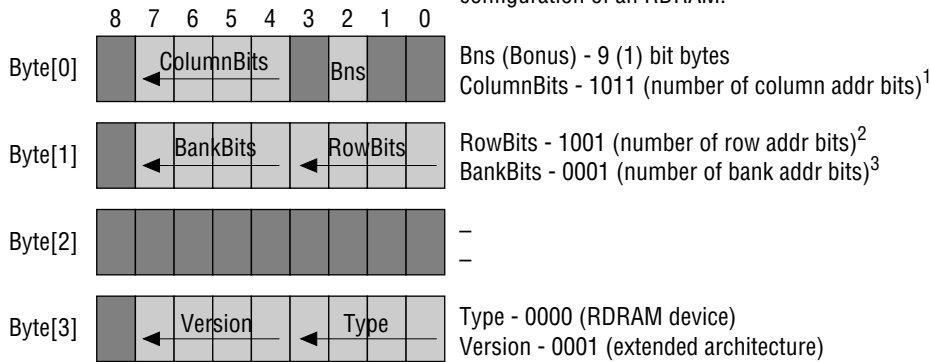 configuration of an RDRAM.
8 7 6 5 4 3 2 1 0
Byte[0] ColumnBits Bns Bns (Bonus) - 9 (1) bit bytes
ColumnBits - 1011 (number of column addr bits)1
Byte[1] BankBits RowBits RowBits - 1001 (number of row addr bits)2
BankBits - 0001 (number of bank addr bits)3
Byte[2] –
–
Byte[3] Version Type Type - 0000 (RDRAM device)
Version - 0001 (extended architecture)